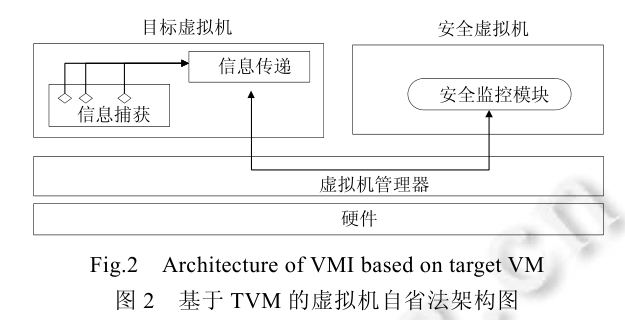 目标虚拟机
安全虚拟机
信息传递
信息捕获
安全监控模块
虚拟机管理器
硬件
Fig.2 Architecture of VMI based on target VM
图 2 基于 TVM 的虚拟机自省法架构图